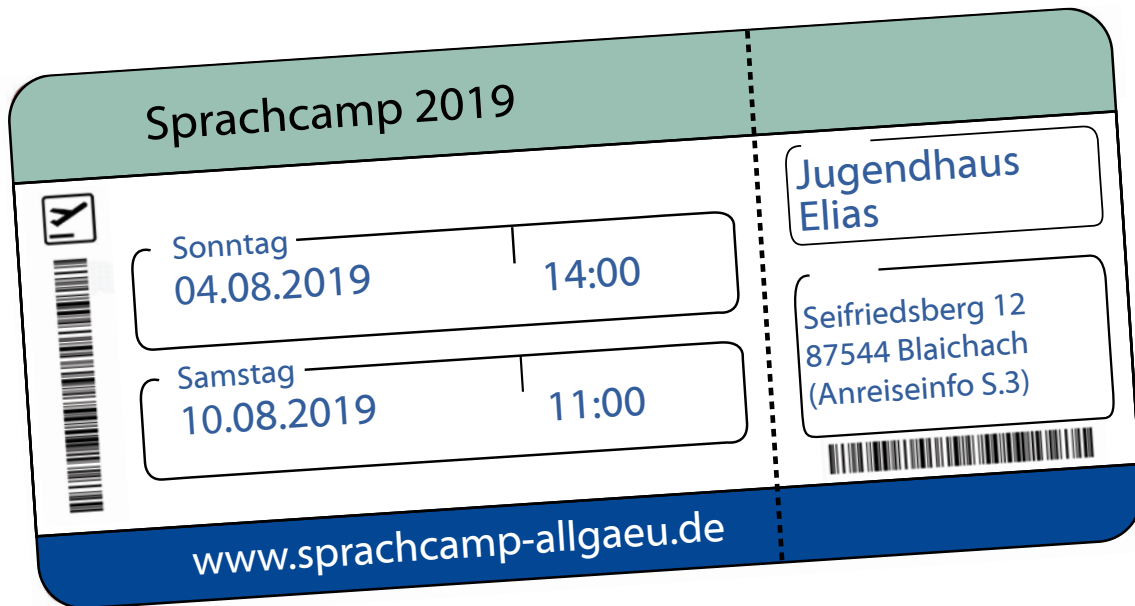 Sprachcamp 2019
Sonntag
04.08.2019 14:00
Samstag
10.08.2019 11:00
Jugendhaus
Elias
Seifriedsberg 12
87544 Blaichach
(Anreiseinfo S.3)
www.sprachcamp-allgaeu.de